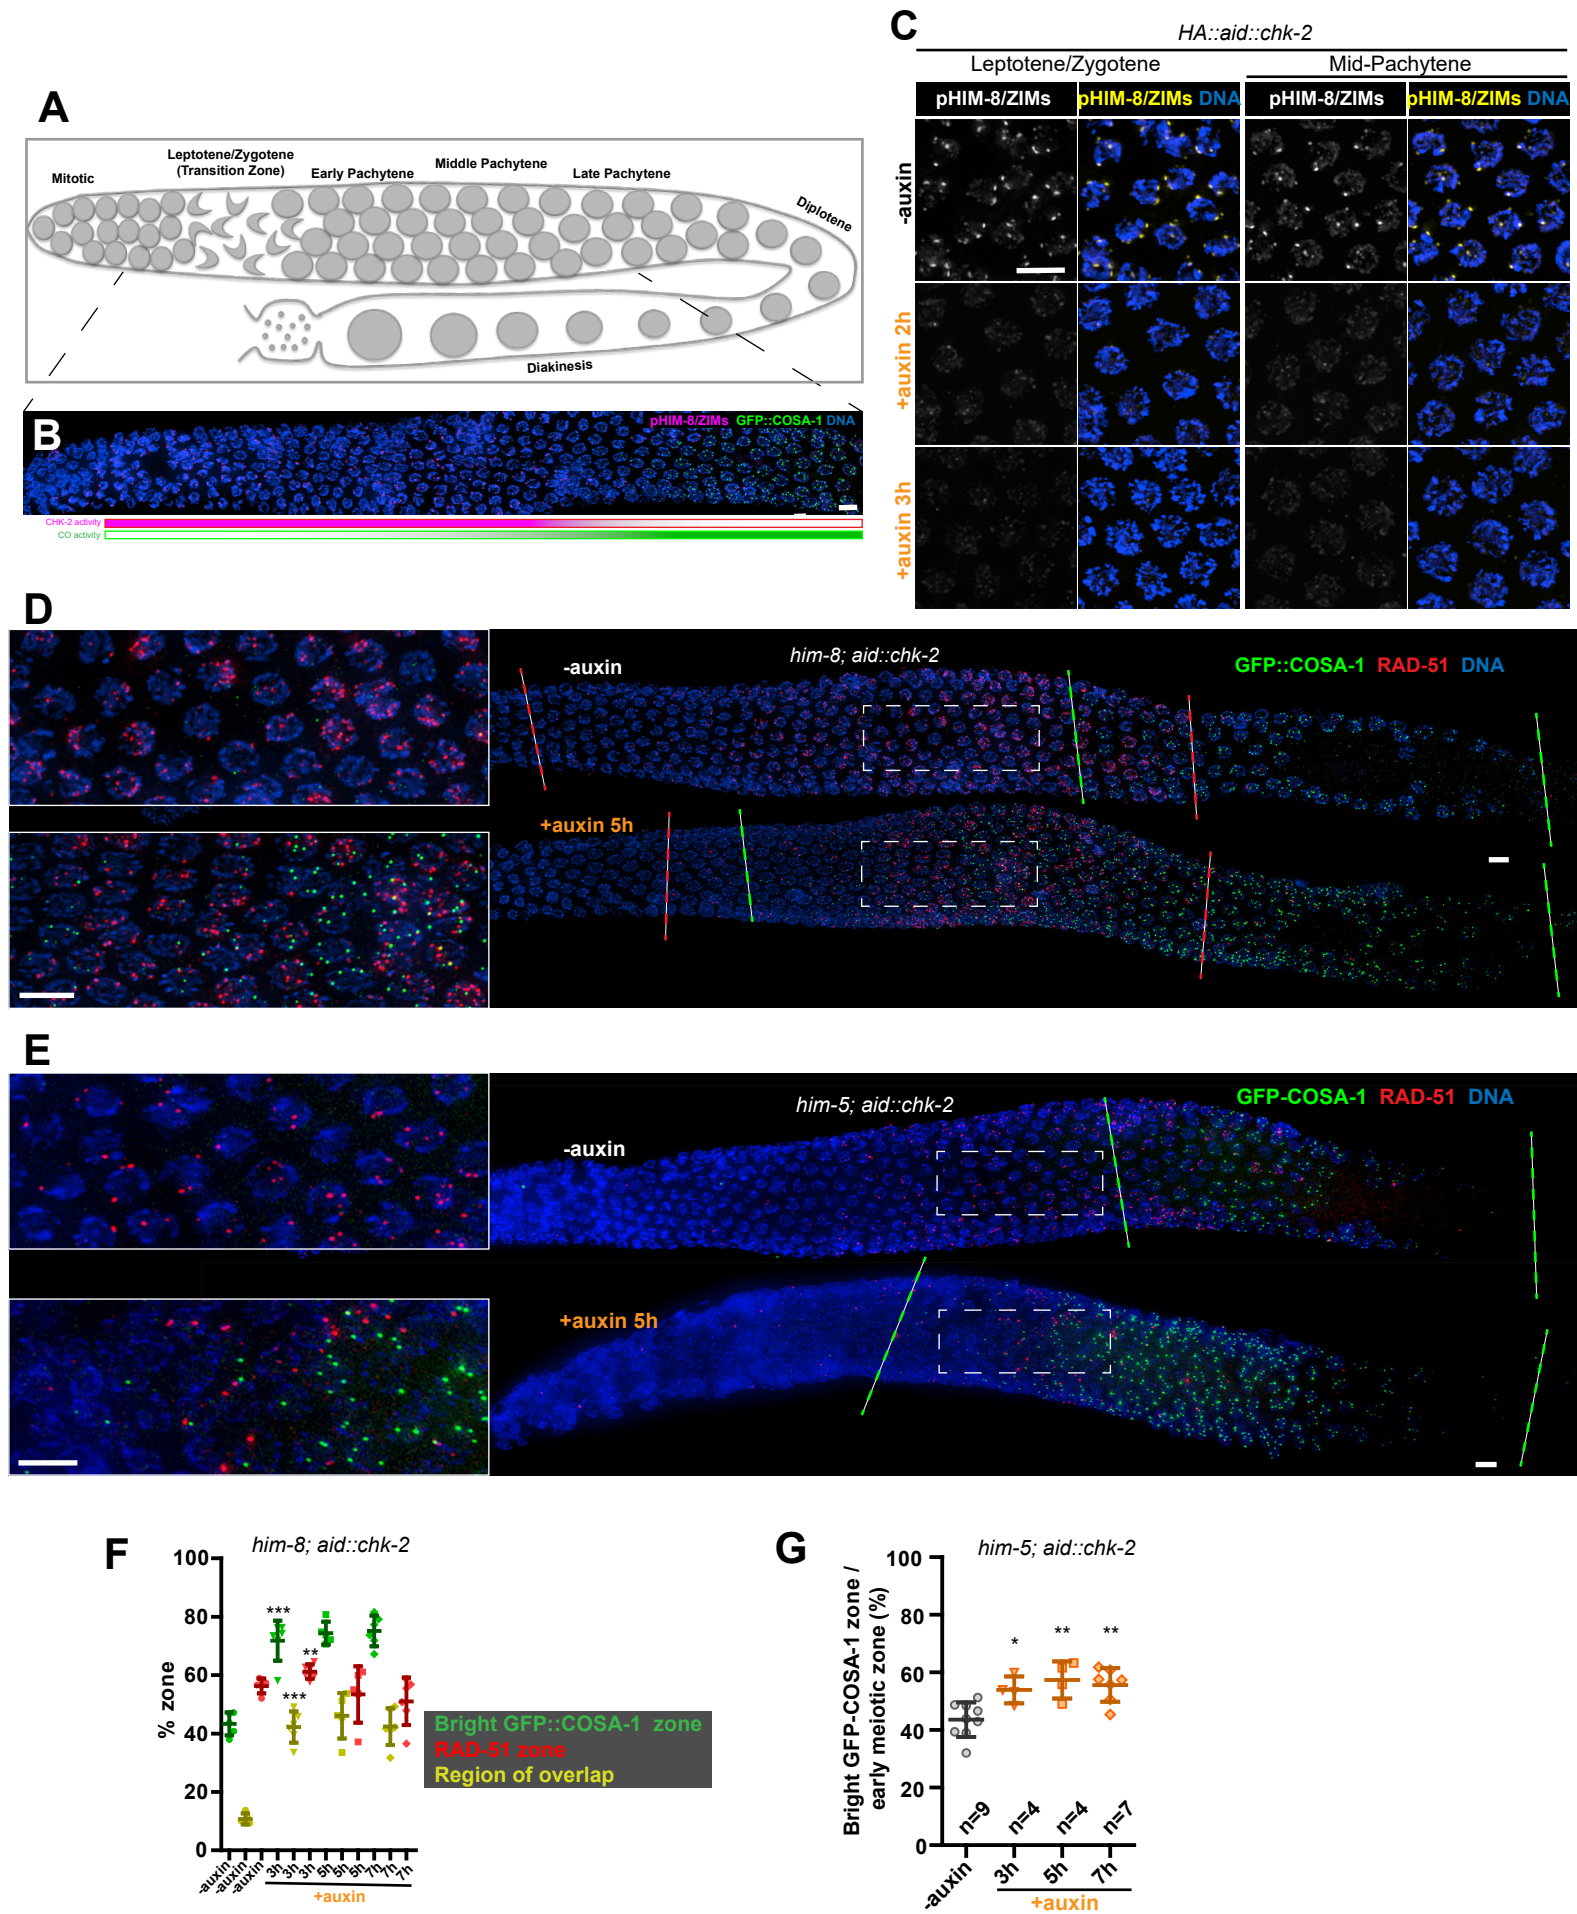 A
Mitotic
Leptotene/Zygotene
(Transition Zone)
Early Pachytene
Middle Pachytene
Late Pachytene
Diplotene
Diakinesis
B
pHIM-8/ZIMs GFP::COSA-1 DNA
CHK-2 activity
CO activity
C
HA::aid::chk-2
Leptotene/Zygotene
Mid-Pachytene
pHIM-8/ZIMs
pHIM-8/ZIMs DNA
pHIM-8/ZIMs
pHIM-8/ZIMs DNA
-auxin
+auxin 2h
+auxin 3h
D
-auxin
him-8; aid::chk-2
GFP::COSA-1 RAD-51 DNA
+auxin 5h
E
him-5; aid::chk-2
GFP-COSA-1 RAD-51 DNA
-auxin
+auxin 5h
F
him-8; aid::chk-2
% zone
100
80
60
40
20
0
***
***
**
Bright GFP::COSA-1 zone
RAD-51 zone
Region of overlap
-auxin
-auxin
-auxin
3h
3h
3h
5h
5h
5h
7h
7h
7h
+auxin
G
him-5; aid::chk-2
Bright GFP-COSA-1 zone /
early meiotic zone (%)
100
80
60
40
20
0
*
**
**
n=9
n=4
n=4
n=7
-auxin
3h
5h
7h
+auxin